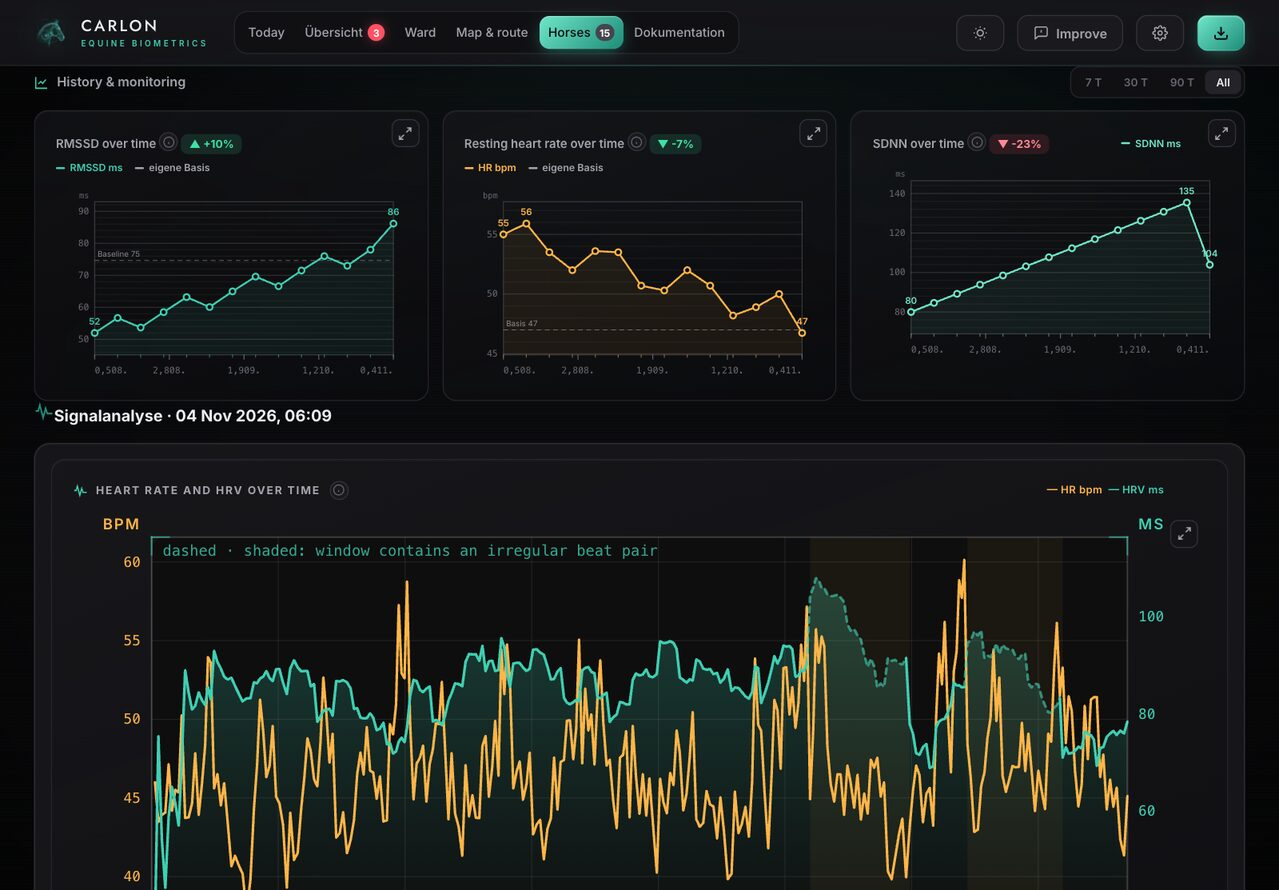 CARLON
EQUINE BIOMETRICS
Today Übersicht 3 Ward Map & route Horses 15 Dokumentation
Improve
History & monitoring
7 T 30 T 90 T All
RMSSD over time ▲ +10%
RMSSD ms eigene Basis
ms
90
80
70
60
50
Baseline 75
52
86
0,508. 2,808. 1,909. 1,210. 0,411.
Resting heart rate over time ▼ -7%
HR bpm eigene Basis
bpm
55
50
45
Basis 47
55
56
47
0,508. 2,808. 1,909. 1,210. 0,411.
SDNN over time ▼ -23%
SDNN ms
ms
140
120
100
80
80
135
104
0,508. 2,808. 1,909. 1,210. 0,411.
Signalanalyse · 04 Nov 2026, 06:09
HEART RATE AND HRV OVER TIME
HR bpm HRV ms
BPM
MS
dashed · shaded: window contains an irregular beat pair
60
55
50
45
40
100
80
60